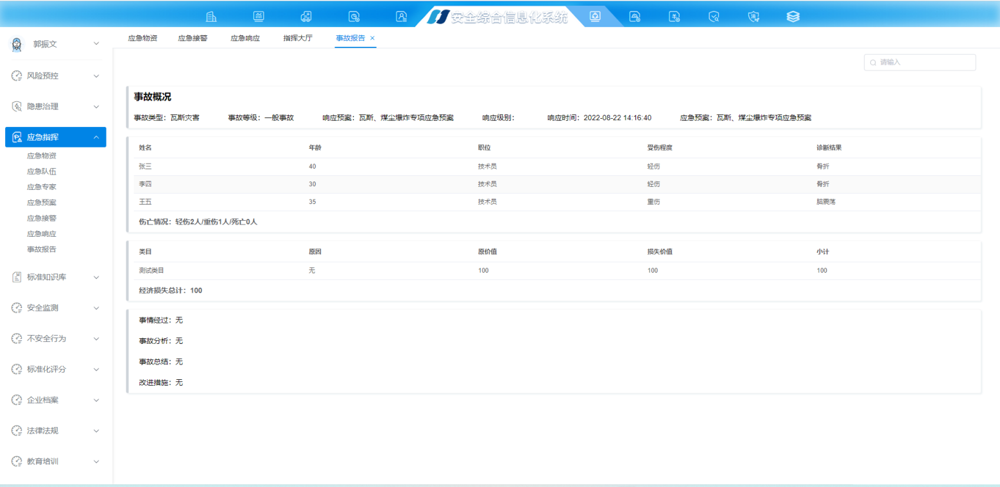 安全综合信息化系统
郭振文
应急物资 应急接警 应急响应 指挥大厅 事故报告 ×
请输入
风险预控
隐患治理
应急指挥
应急物资
应急队伍
应急专家
应急预案
应急接警
应急响应
事故报告
标准知识库
安全监测
不安全行为
标准化评分
企业档案
法律法规
教育培训
事故概况
事故类型：瓦斯灾害 事故等级：一般事故 响应预案：瓦斯、煤尘爆炸专项应急预案 响应级别： 响应时间：2022-08-22 14:16:40 应急预案：瓦斯、煤尘爆炸专项应急预案
姓名 年龄 职位 受伤程度 诊断结果
张三 40 技术员 轻伤 骨折
李四 30 技术员 轻伤 骨折
王五 35 技术员 重伤 脑震荡
伤亡情况：轻伤2人/重伤1人/死亡0人
类目 原因 原价值 损失价值 小计
测试类目 无 100 100 100
经济损失总计：100
事情经过：无
事故分析：无
事故总结：无
改进措施：无